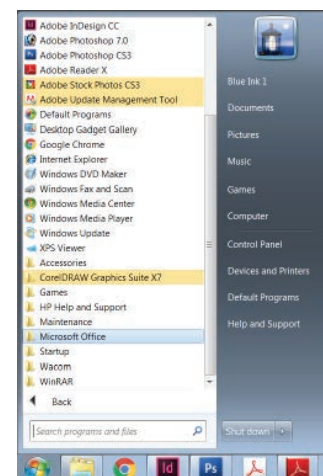 Adobe InDesign CC
Adobe Photoshop 7.0
Adobe Photoshop CS3
Adobe Reader X
Adobe Stock Photos CS3
Adobe Update Management Tool
Default Programs
Desktop Gadget Gallery
Google Chrome
Internet Explorer
Windows DVD Maker
Windows Fax and Scan
Windows Media Center
Windows Media Player
Windows Update
XPS Viewer
Accessories
CorelDRAW Graphics Suite X7
Games
HP Help and Support
Maintenance
Microsoft Office
Startup
Wacom
WinRAR
Back
Search programs and files
Blue Ink 1
Documents
Pictures
Music
Games
Computer
Control Panel
Devices and Printers
Default Programs
Help and Support
Shut down
Id
Ps